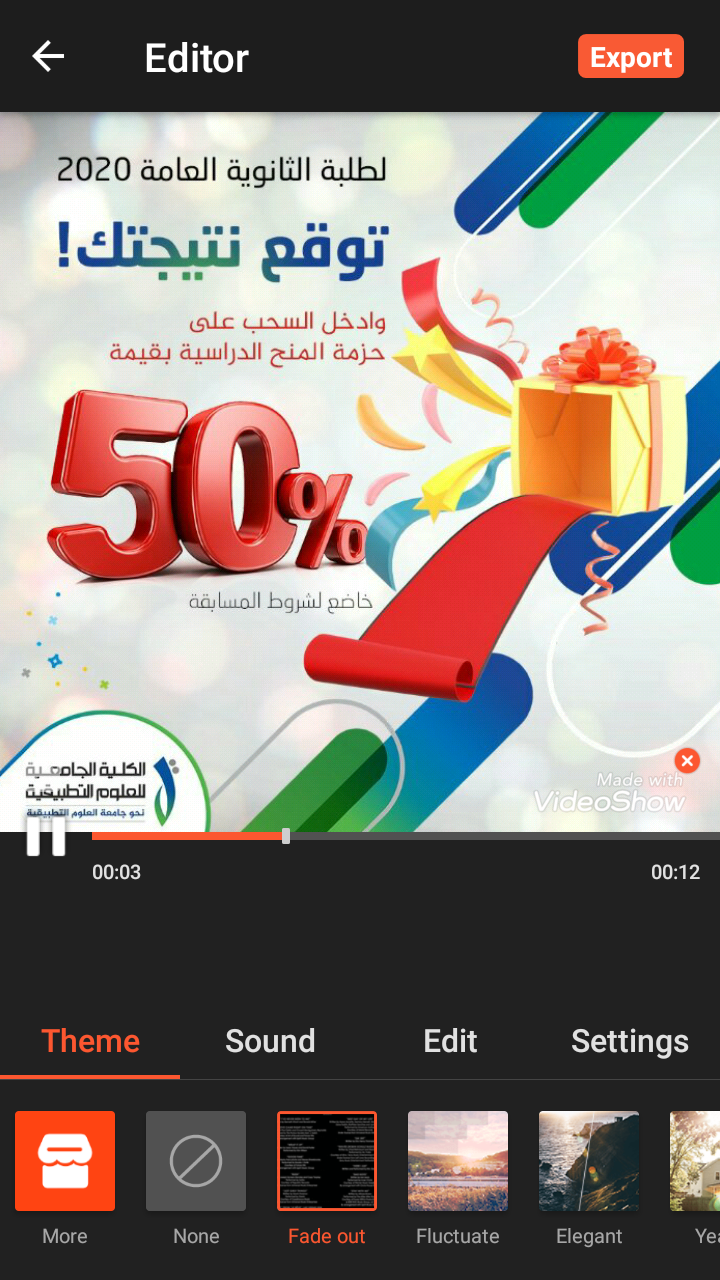 Editor
Export
لطلبة الثانوية العامة 2020
توقع نتيجتك!
وادخل السحب على
حزمة المنح الدراسية بقيمة
50%
خاضع لشروط المسابقة
الكلية الجامعية
للعلوم التطبيقية
نحو جامعة العلوم التطبيقية
Made with
VideoShow
00:03
00:12
Theme
Sound
Edit
Settings
More
None
Fade out
Fluctuate
Elegant